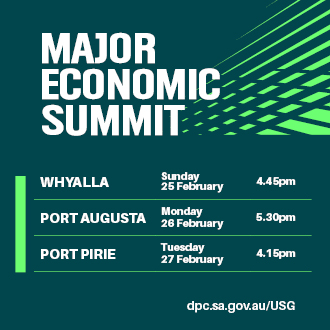 MAJOR
ECONOMIC
SUMMIT
WHYALLA Sunday 25 February 4.45pm
PORT AUGUSTA Monday 26 February 5.30pm
PORT PIRIE Tuesday 27 February 4.15pm
dpc.sa.gov.au/USG